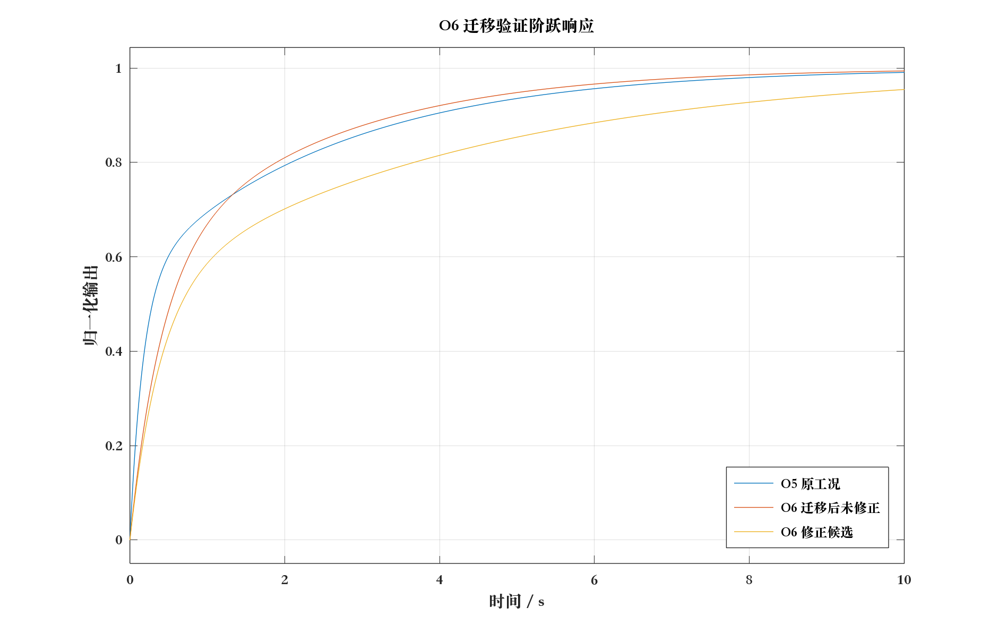 O6 迁移验证阶跃响应
归一化输出
1
0.8
0.6
0.4
0.2
0
0 2 4 6 8 10
时间 / s
O5 原工况
O6 迁移后未修正
O6 修正候选